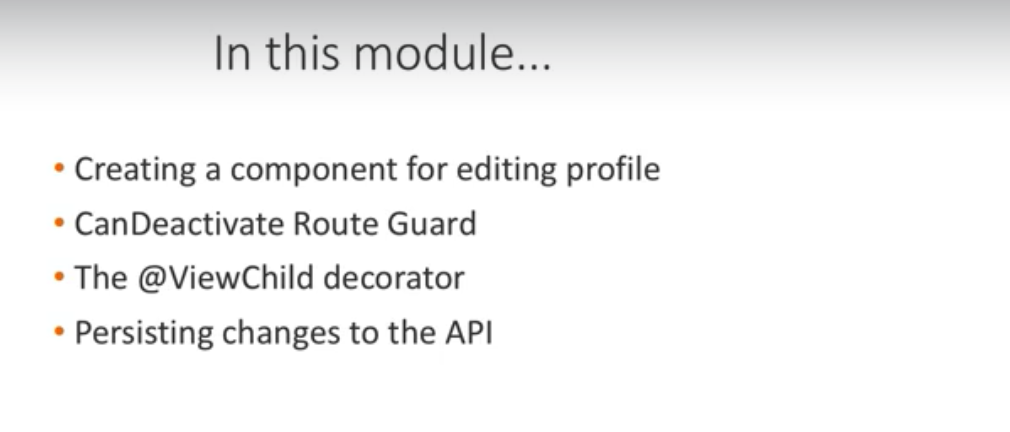 In this module...
• Creating a component for editing profile
• CanDeactivate Route Guard
• The @ViewChild decorator
• Persisting changes to the API